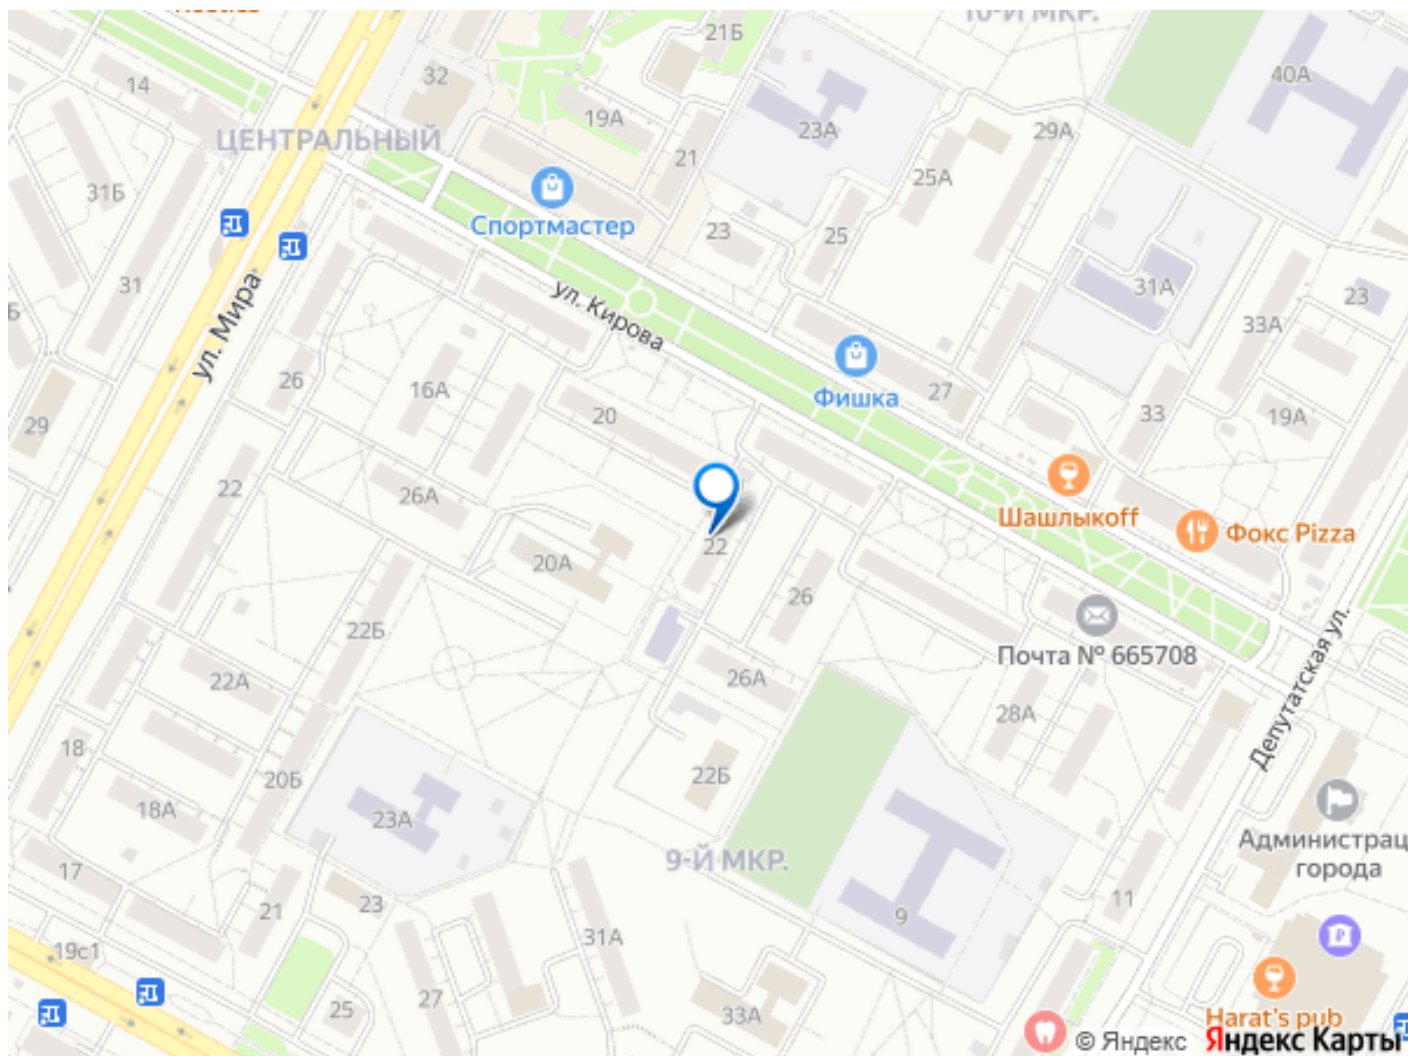 10-Й МКР.
21Б
32
14
40А
19А
23А
29А
ЦЕНТРАЛЬНЫЙ
21
25А
31Б
Спортмастер
23
25
31
31А
23
ул. Мира
ул. Кирова
33А
26
16А
Фишка
27
33
19А
29
20
22
26А
Шашлыкоff
Фокс Pizza
22
20А
26
22Б
Почта № 665708
Депутатская ул.
22А
26А
28А
18
20Б
22Б
18А
23А
Администрац
города
9-Й МКР.
17
23
21
11
9
31А
19с1
27
25
33А
Harat's pub
© Яндекс
Яндекс Карты